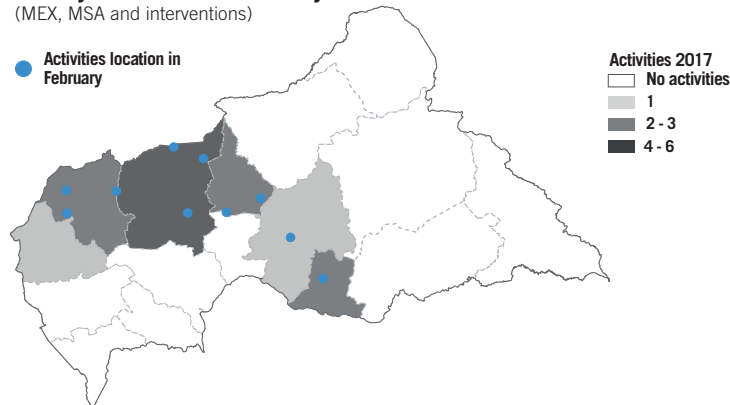 (MEX, MSA and interventions)
Activities location in
February
Activities 2017
No activities
1
2 - 3
4 - 6